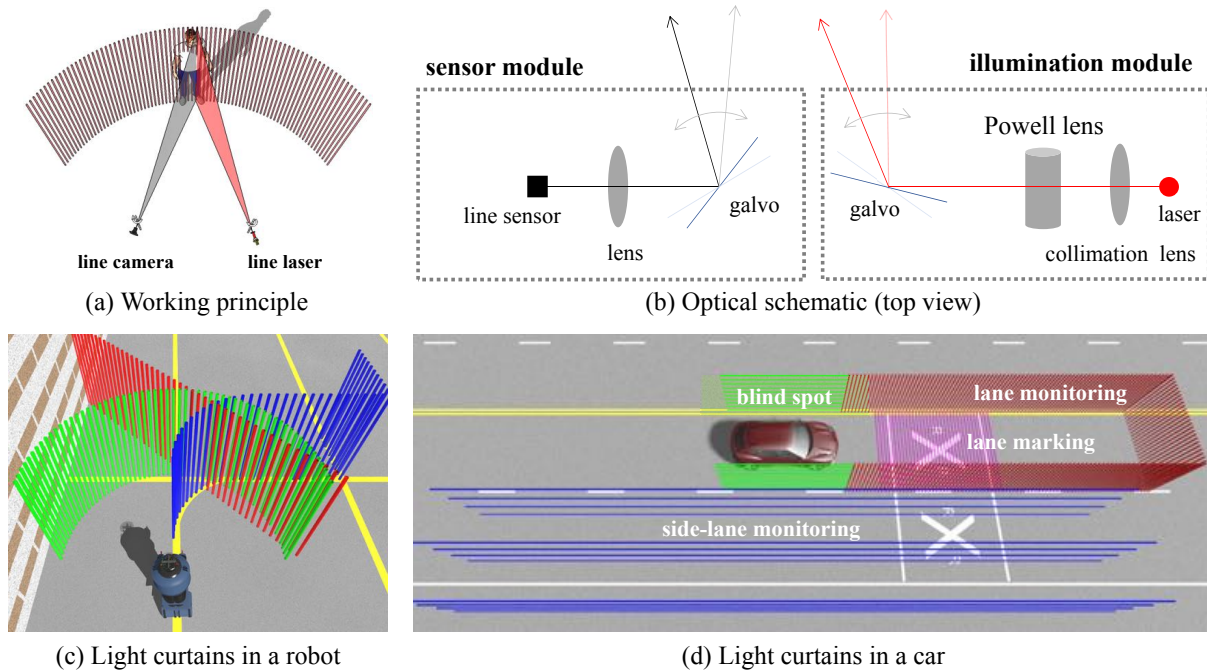 line camera
line laser
(a) Working principle
sensor module
line sensor
lens
galvo
illumination module
Powell lens
galvo
laser
collimation lens
(b) Optical schematic (top view)
(c) Light curtains in a robot
blind spot
lane monitoring
lane marking
R X R
side-lane monitoring
R X R
(d) Light curtains in a car